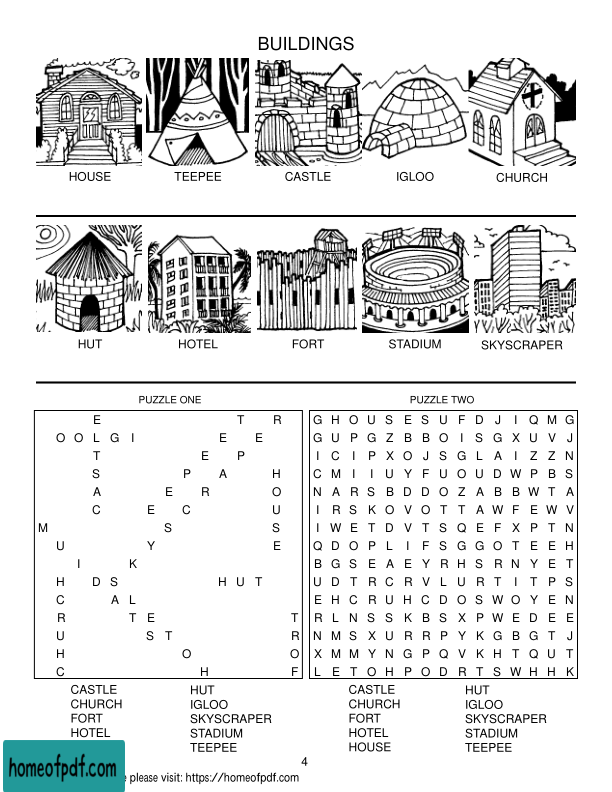 BUILDINGS
HOUSE TEEPEE CASTLE IGLOO CHURCH
HUT HOTEL FORT STADIUM SKYSCRAPER
PUZZLE ONE
E T R
O O L G I E E
T E P
S P A H
A E R O
C E C U
M S S
U Y E
I K
H D S H U T
C A L
R T E T
U S T R
H O O
C H F
CASTLE HUT
CHURCH IGLOO
FORT SKYSCRAPER
HOTEL STADIUM
TEEPEE
PUZZLE TWO
G H O U S E S U F D J I Q M G
G U P G Z B B O I S G X U V J
I C I P X O J S G L A I Z Z N
C M I I U Y F U O U D W P B S
N A R S B D D O Z A B B W T A
I R S K O V O T T A W F E W V
I W E T D V T S Q E F X P T N
Q D O P L I F S G G O T E E H
B G S E A E Y R H S R N Y E T
U D T R C R V L U R T I T P S
E H C R U H C D O S W O Y E N
R L N S S K B S X P W E D E E
N M S X U R R P Y K G B G T J
X M M Y N G P Q V K H T Q U T
L E T O H P O D R T S W H H K
CASTLE HUT
CHURCH IGLOO
FORT SKYSCRAPER
HOTEL STADIUM
HOUSE TEEPEE
4
homeofpdf.com
e please visit: https://homeofpdf.com